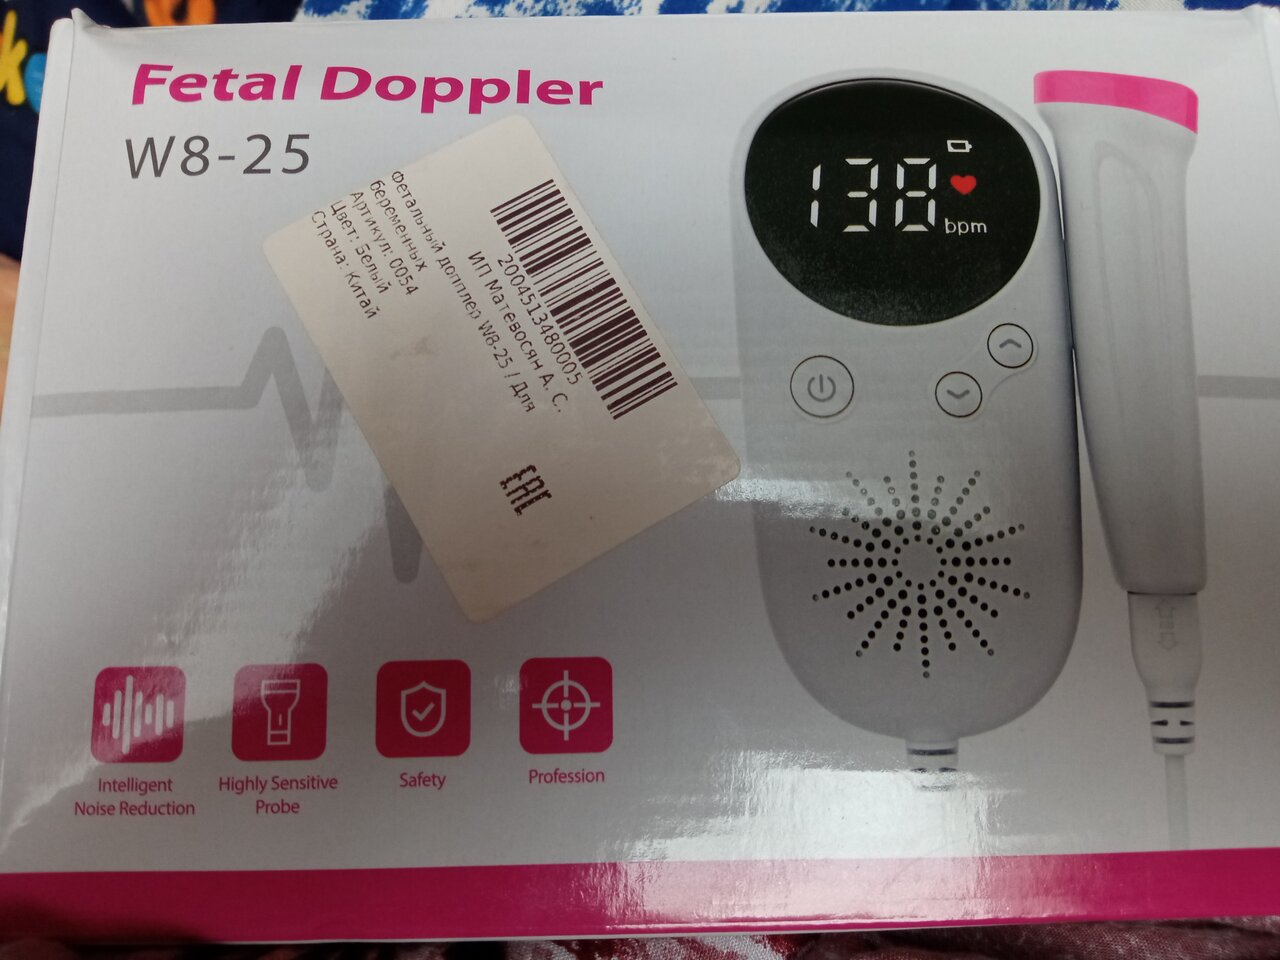 Fetal Doppler
W8-25
2004513480005
ИП Матевосян А. С.
Фетальный допплер W8-25 / Для
беременных
Артикул: 0054
Цвет: Белый
Страна: Китай
EAC
138
bpm
Intelligent
Noise Reduction
Highly Sensitive
Probe
Safety
Profession